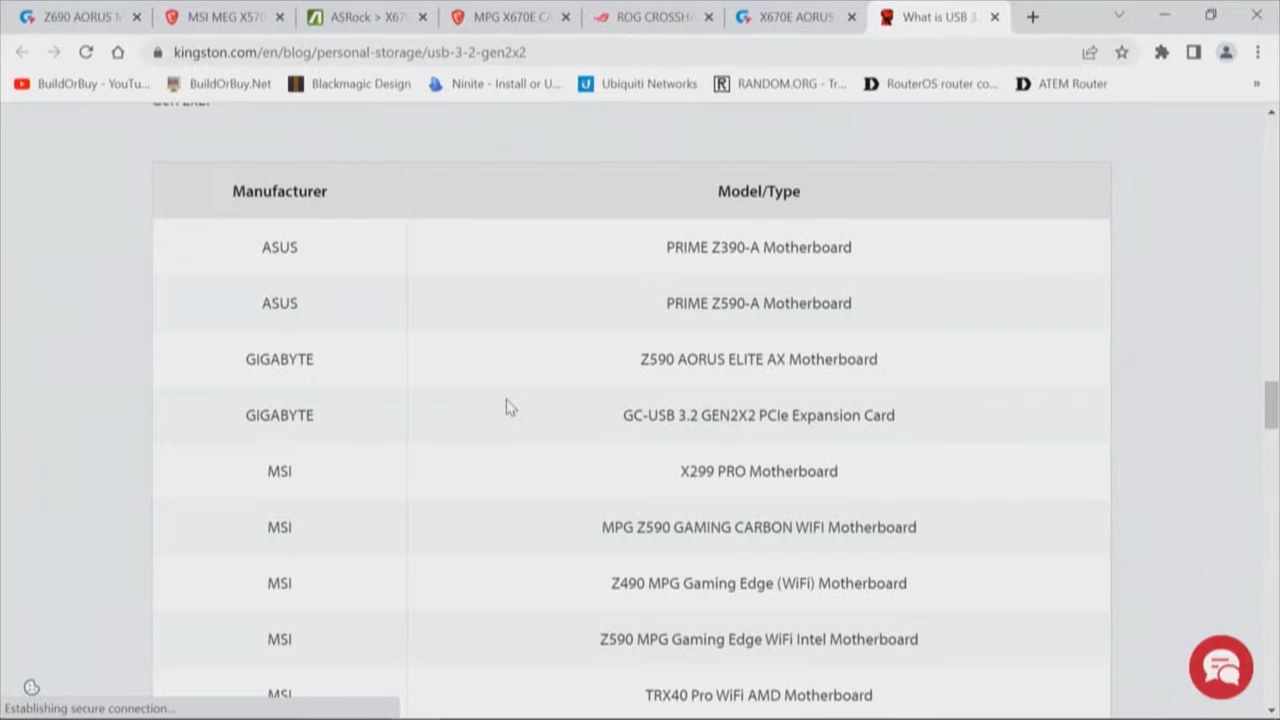 Z690 AORUS M
MSI MEG X570
ASRock > X670
MPG X670E CA
ROG CROSSHA
X670E AORUS
What is USB 3.
kingston.com/en/blog/personal-storage/usb-3-2-gen2x2
BuildOrBuy - YouTu...
BuildOrBuy.Net
Blackmagic Design
Ninite - Install or U...
Ubiquiti Networks
RANDOM.ORG - Tr...
RouterOS router co...
ATEM Router
»
Manufacturer Model/Type
ASUS PRIME Z390-A Motherboard
ASUS PRIME Z590-A Motherboard
GIGABYTE Z590 AORUS ELITE AX Motherboard
GIGABYTE GC-USB 3.2 GEN2X2 PCIe Expansion Card
MSI X299 PRO Motherboard
MSI MPG Z590 GAMING CARBON WIFI Motherboard
MSI Z490 MPG Gaming Edge (WiFi) Motherboard
MSI Z590 MPG Gaming Edge WiFi Intel Motherboard
MSI TRX40 Pro WiFi AMD Motherboard
Establishing secure connection...